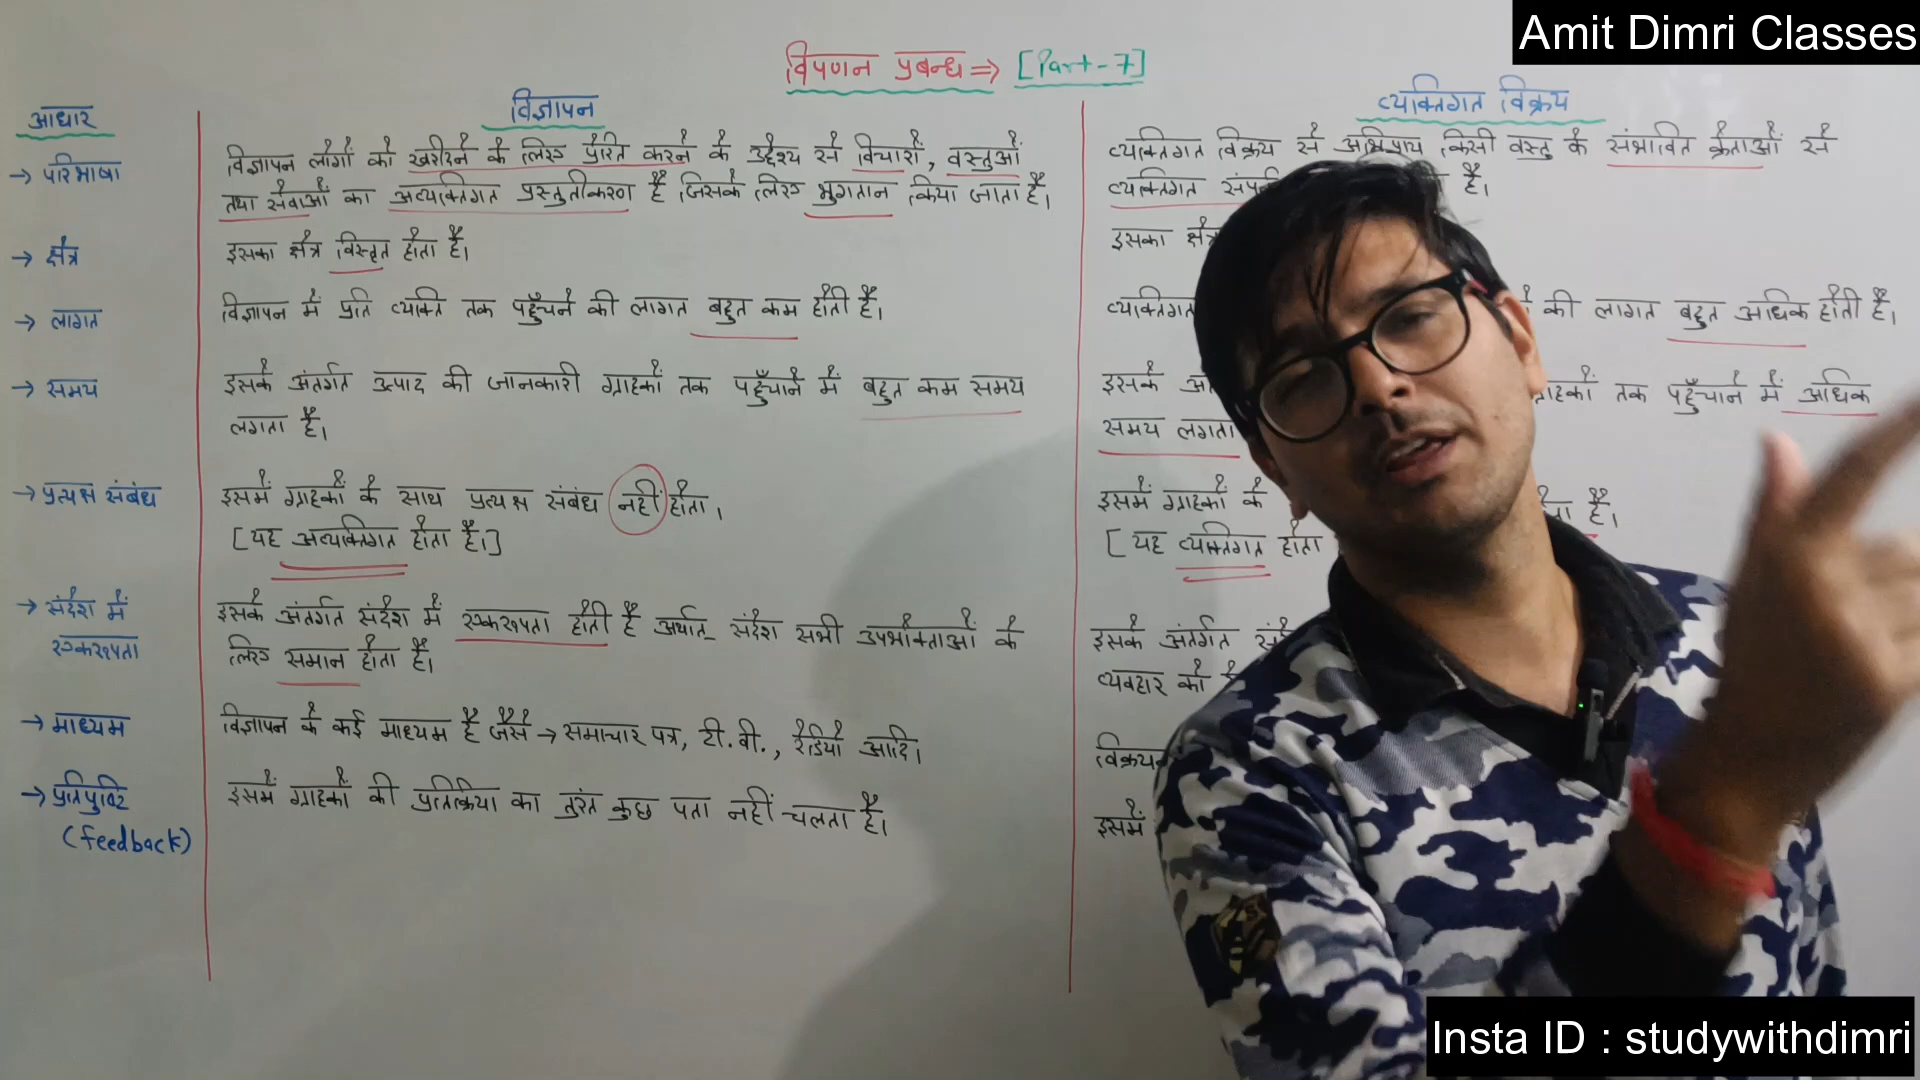 Amit Dimri Classes
विपणन प्रबन्ध ⇒ [Part-7]
आधार
विज्ञापन
व्यक्तिगत विक्रय
→ परिभाषा
विज्ञापन लोगों को खरीदने के लिए प्रेरित करने के उद्देश्य से विचारों, वस्तुओं
तथा सेवाओं का अव्यक्तिगत प्रस्तुतीकरण है जिसके लिए भुगतान किया जाता है।
व्यक्तिगत विक्रय से अभिप्राय किसी वस्तु के संभावित क्रेताओं से
व्यक्तिगत है।
→ क्षेत्र
इसका क्षेत्र विस्तृत होता है।
इसका क्षेत्र
→ लागत
विज्ञापन में प्रति व्यक्ति तक पहुँचने की लागत बहुत कम होती है।
व्यक्तिगत की लागत बहुत अधिक होती है।
→ समय
इसके अंतर्गत उत्पाद की जानकारी ग्राहकों तक पहुँचाने में बहुत कम समय
लगता है।
इसके तक पहुँचाने में अधिक
समय लगता
→ प्रत्यक्ष संबंध
इसमें ग्राहकों के साथ प्रत्यक्ष संबंध नहीं होता।
[यह अव्यक्तिगत होता है।]
इसमें ग्राहकों के है।
[यह व्यक्तिगत होता
→ संदेश में
एकरूपता
इसके अंतर्गत संदेश में एकरूपता होती है अर्थात् संदेश सभी उपभोक्ताओं के
लिए समान होता है।
इसके अंतर्गत
व्यवहार को
→ माध्यम
विज्ञापन के कई माध्यम है जैसे → समाचार पत्र, टी.वी., रेडियो आदि।
→ प्रतिपुष्टि
(feedback)
इसमें ग्राहकों की प्रतिक्रिया का तुरंत कुछ पता नहीं चलता है।
इसमें
Insta ID : studywithdimri